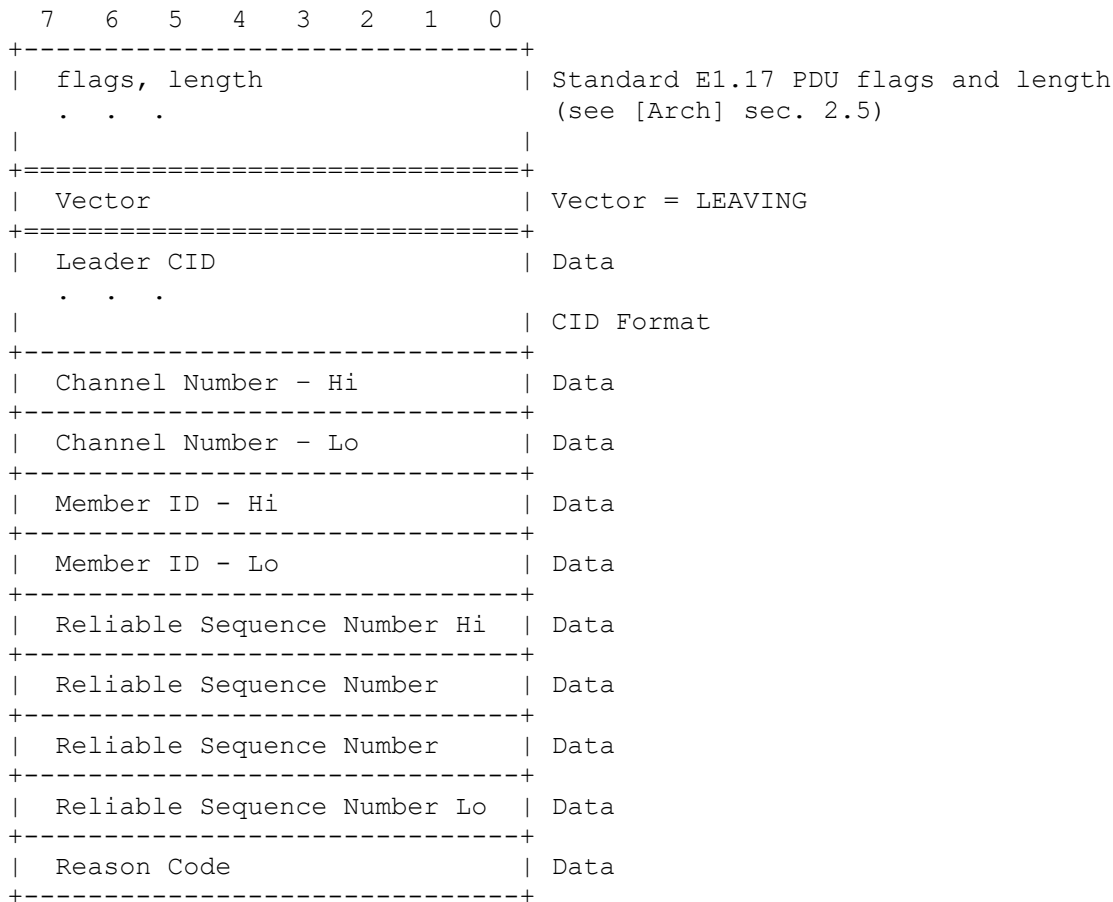 7 6 5 4 3 2 1 0
+-------------------------------+
| flags, length | Standard E1.17 PDU flags and length
. . . (see [Arch] sec. 2.5)
| |
+===============================+
| Vector | Vector = LEAVING
+===============================+
| Leader CID | Data
. . .
| | CID Format
+-------------------------------+
| Channel Number – Hi | Data
+-------------------------------+
| Channel Number – Lo | Data
+-------------------------------+
| Member ID - Hi | Data
+-------------------------------+
| Member ID - Lo | Data
+-------------------------------+
| Reliable Sequence Number Hi | Data
+-------------------------------+
| Reliable Sequence Number | Data
+-------------------------------+
| Reliable Sequence Number | Data
+-------------------------------+
| Reliable Sequence Number Lo | Data
+-------------------------------+
| Reason Code | Data
+-------------------------------+